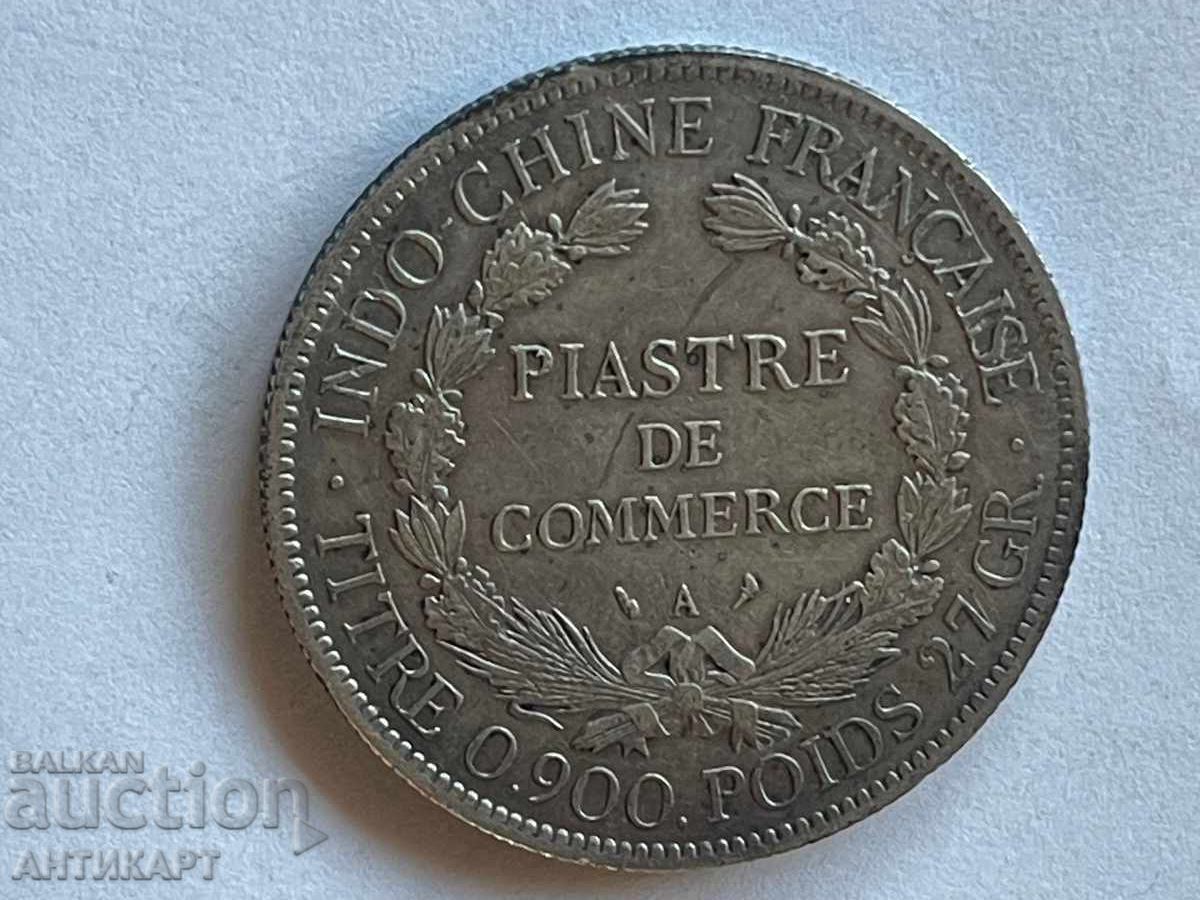 INDO-CHINE FRANÇAISE
PIASTRE
DE
COMMERCE
A
· TITRE 0.900. POIDS 27 GR. ·
BALKAN
auction
АНТИКАРТ